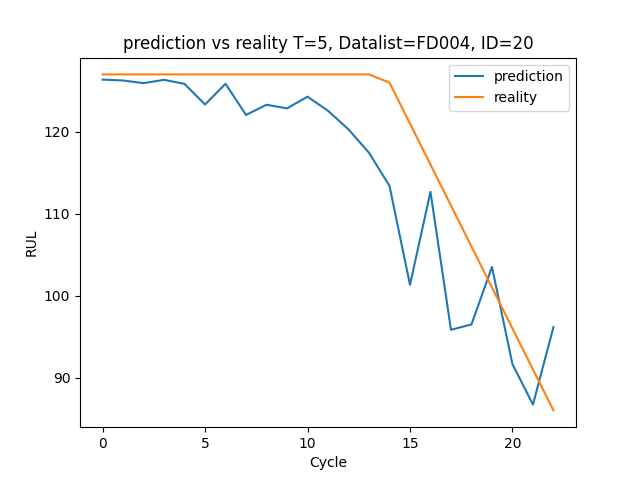 prediction vs reality T=5, Datalist=FD004, ID=20
prediction
reality
120
110
100
90
RUL
0
5
10
15
20
Cycle